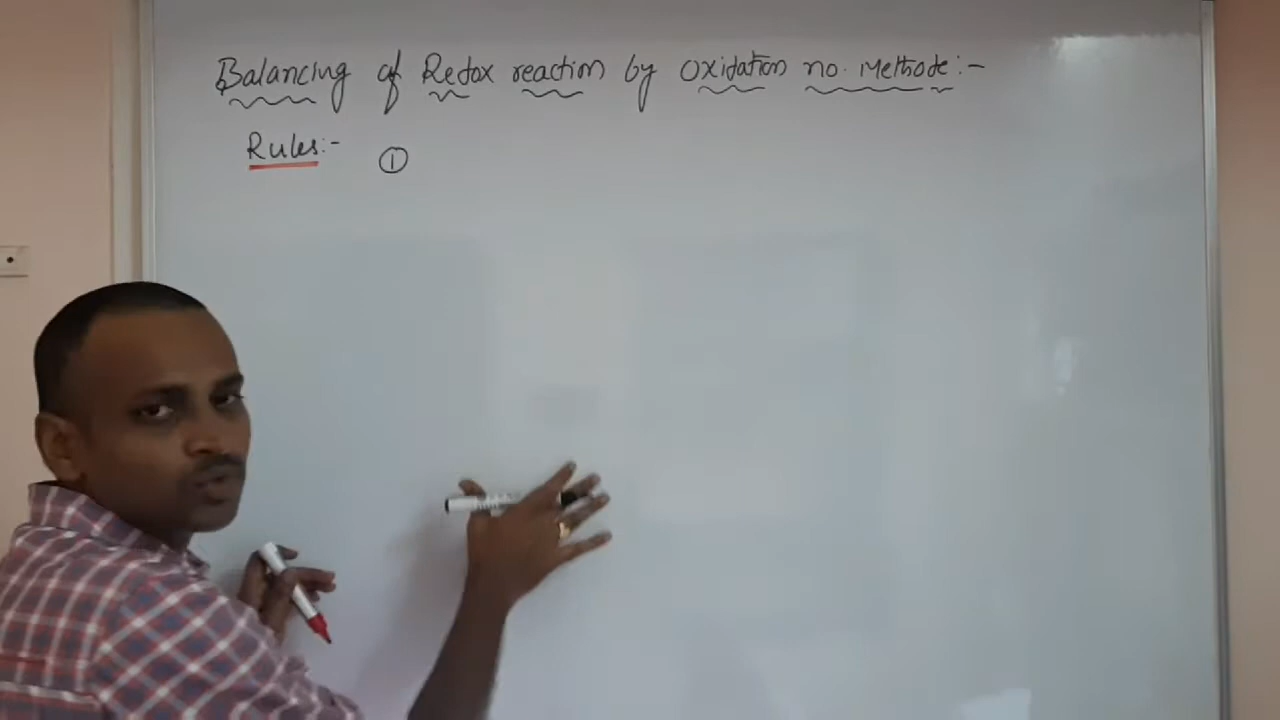 Balancing of Redox reaction by Oxidation no. Methode:-
Rules:- ①